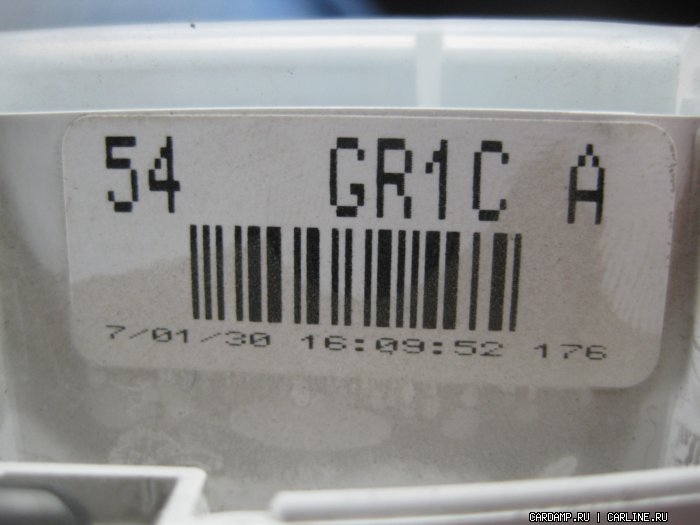 54 GR1C A
7/01/30 16:09:52 176
CARDAMP.RU | CARLINE.RU